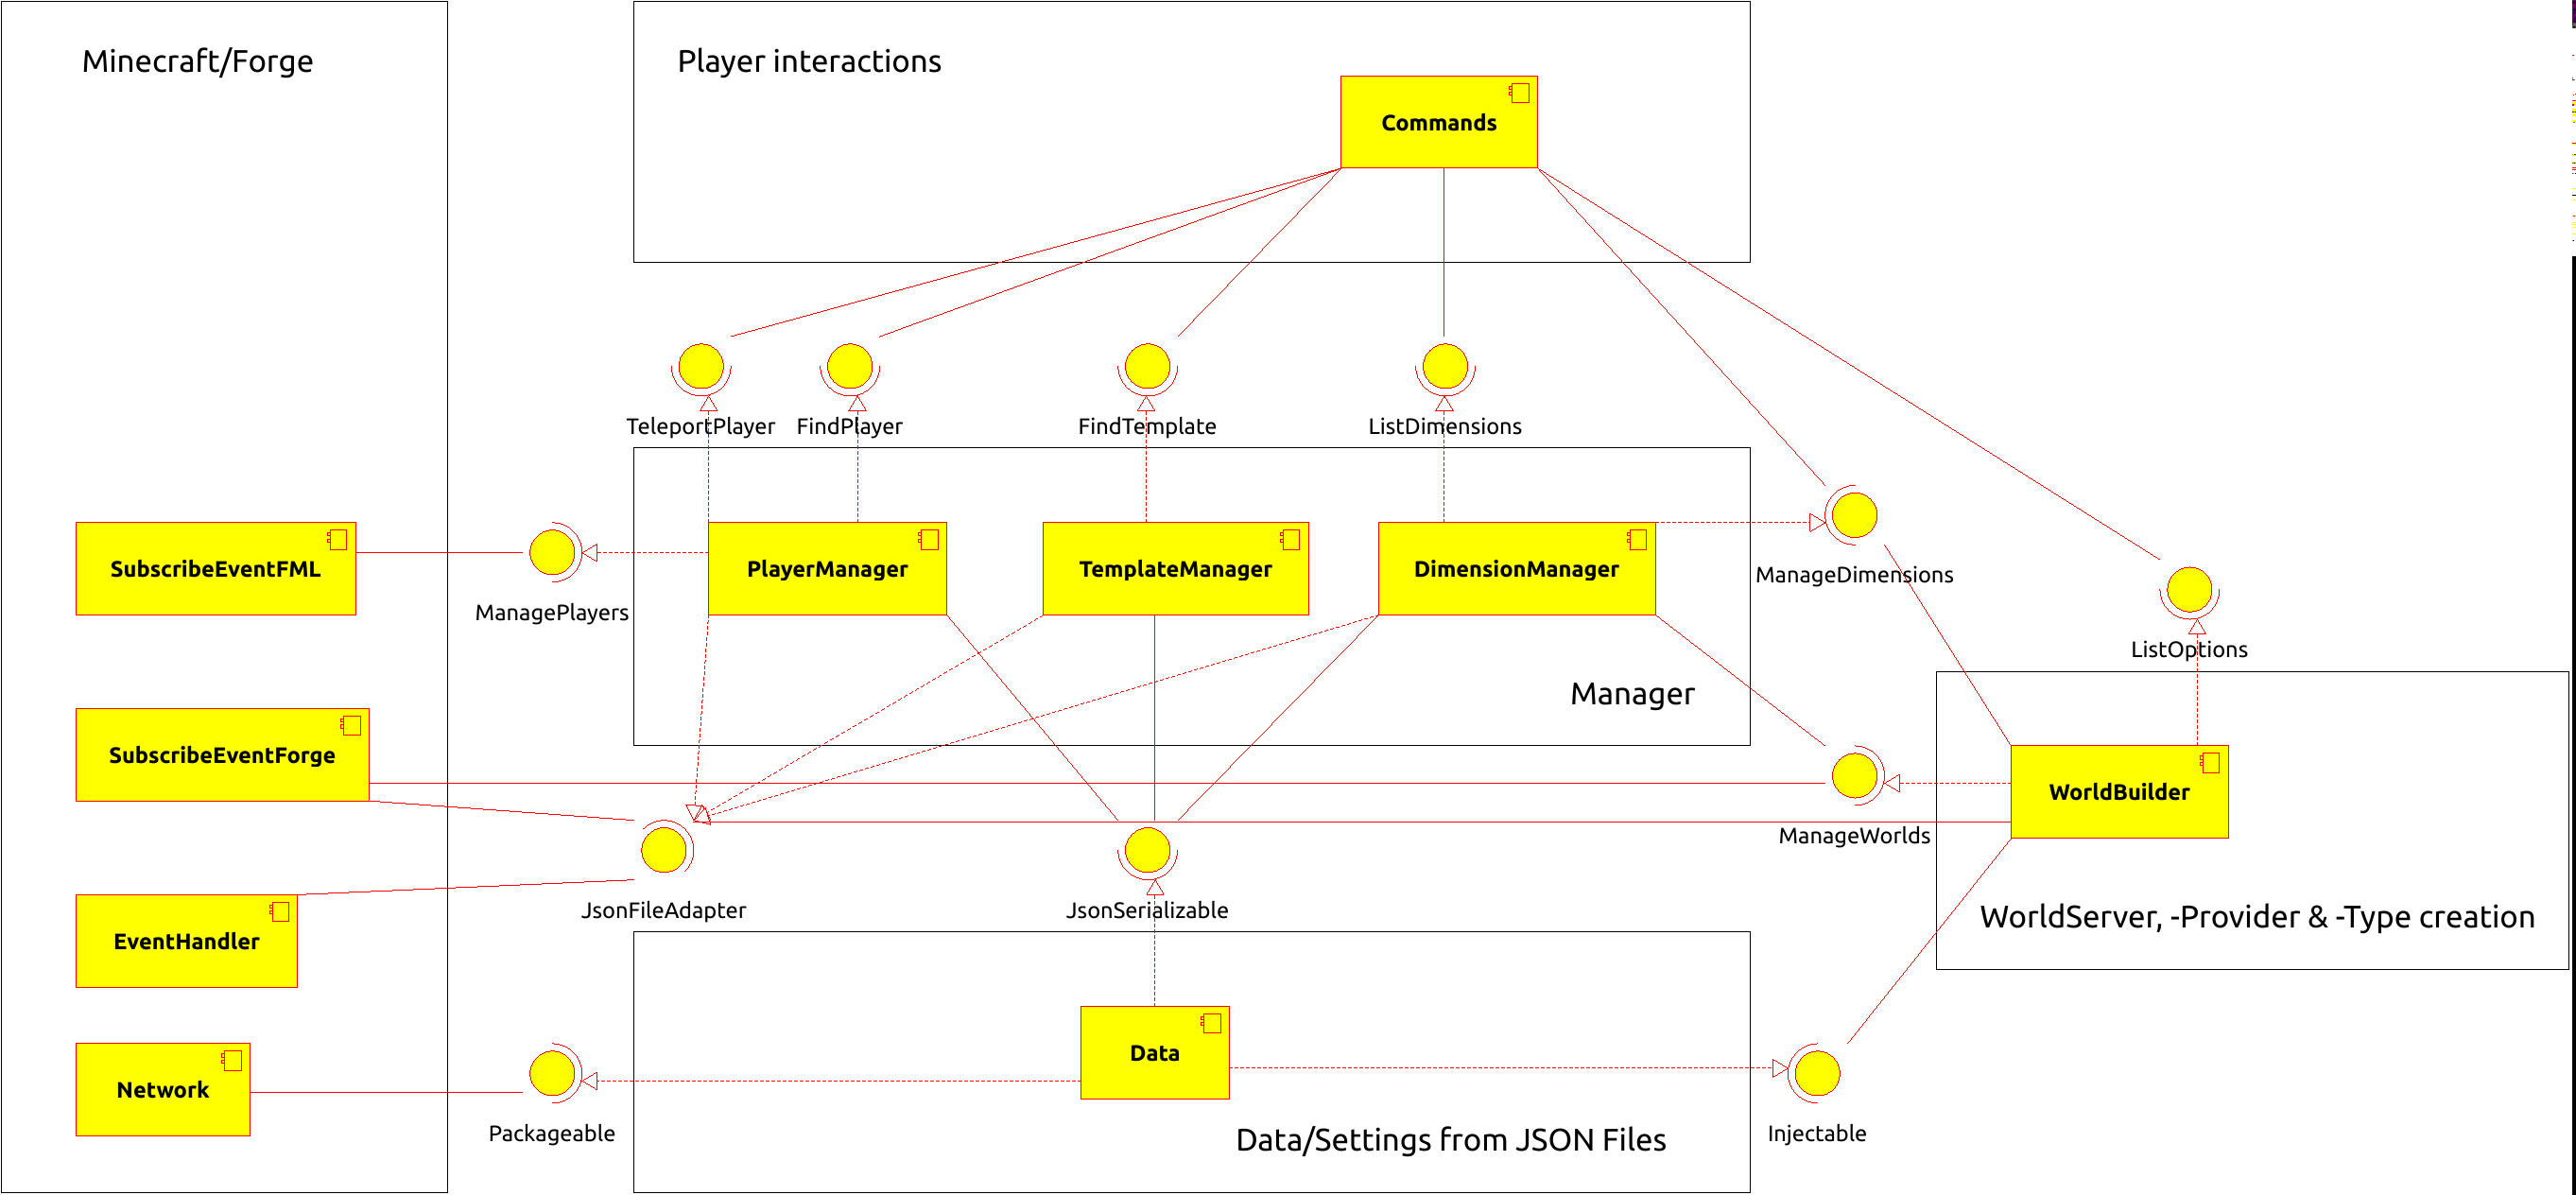 Minecraft/Forge
Player interactions
Commands
TeleportPlayer
FindPlayer
FindTemplate
ListDimensions
SubscribeEventFML
ManagePlayers
PlayerManager
TemplateManager
DimensionManager
ManageDimensions
ListOptions
Manager
SubscribeEventForge
WorldBuilder
ManageWorlds
EventHandler
JsonFileAdapter
JsonSerializable
WorldServer, -Provider & -Type creation
Network
Packageable
Data
Injectable
Data/Settings from JSON Files